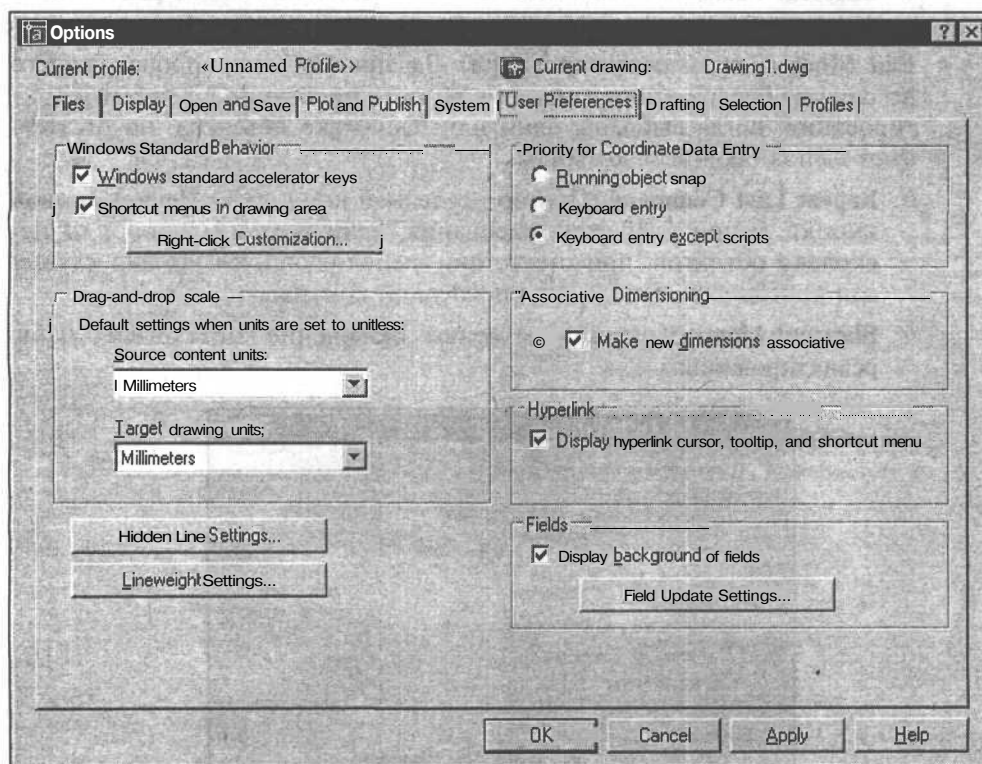 Options
Current profile: «Unnamed Profile>> Current drawing: Drawing1.dwg
Files | Display | Open and Save | Plot and Publish | System | User Preferences | Drafting Selection | Profiles |
Windows Standard Behavior
Windows standard accelerator keys
Shortcut menus in drawing area
Right-click Customization...
Priority for Coordinate Data Entry
Running object snap
Keyboard entry
Keyboard entry except scripts
Drag-and-drop scale
Default settings when units are set to unitless:
Source content units:
Millimeters
Target drawing units;
Millimeters
Associative Dimensioning
Make new dimensions associative
Hyperlink
Display hyperlink cursor, tooltip, and shortcut menu
Hidden Line Settings...
Lineweight Settings...
Fields
Display background of fields
Field Update Settings...
OK Cancel Apply Help